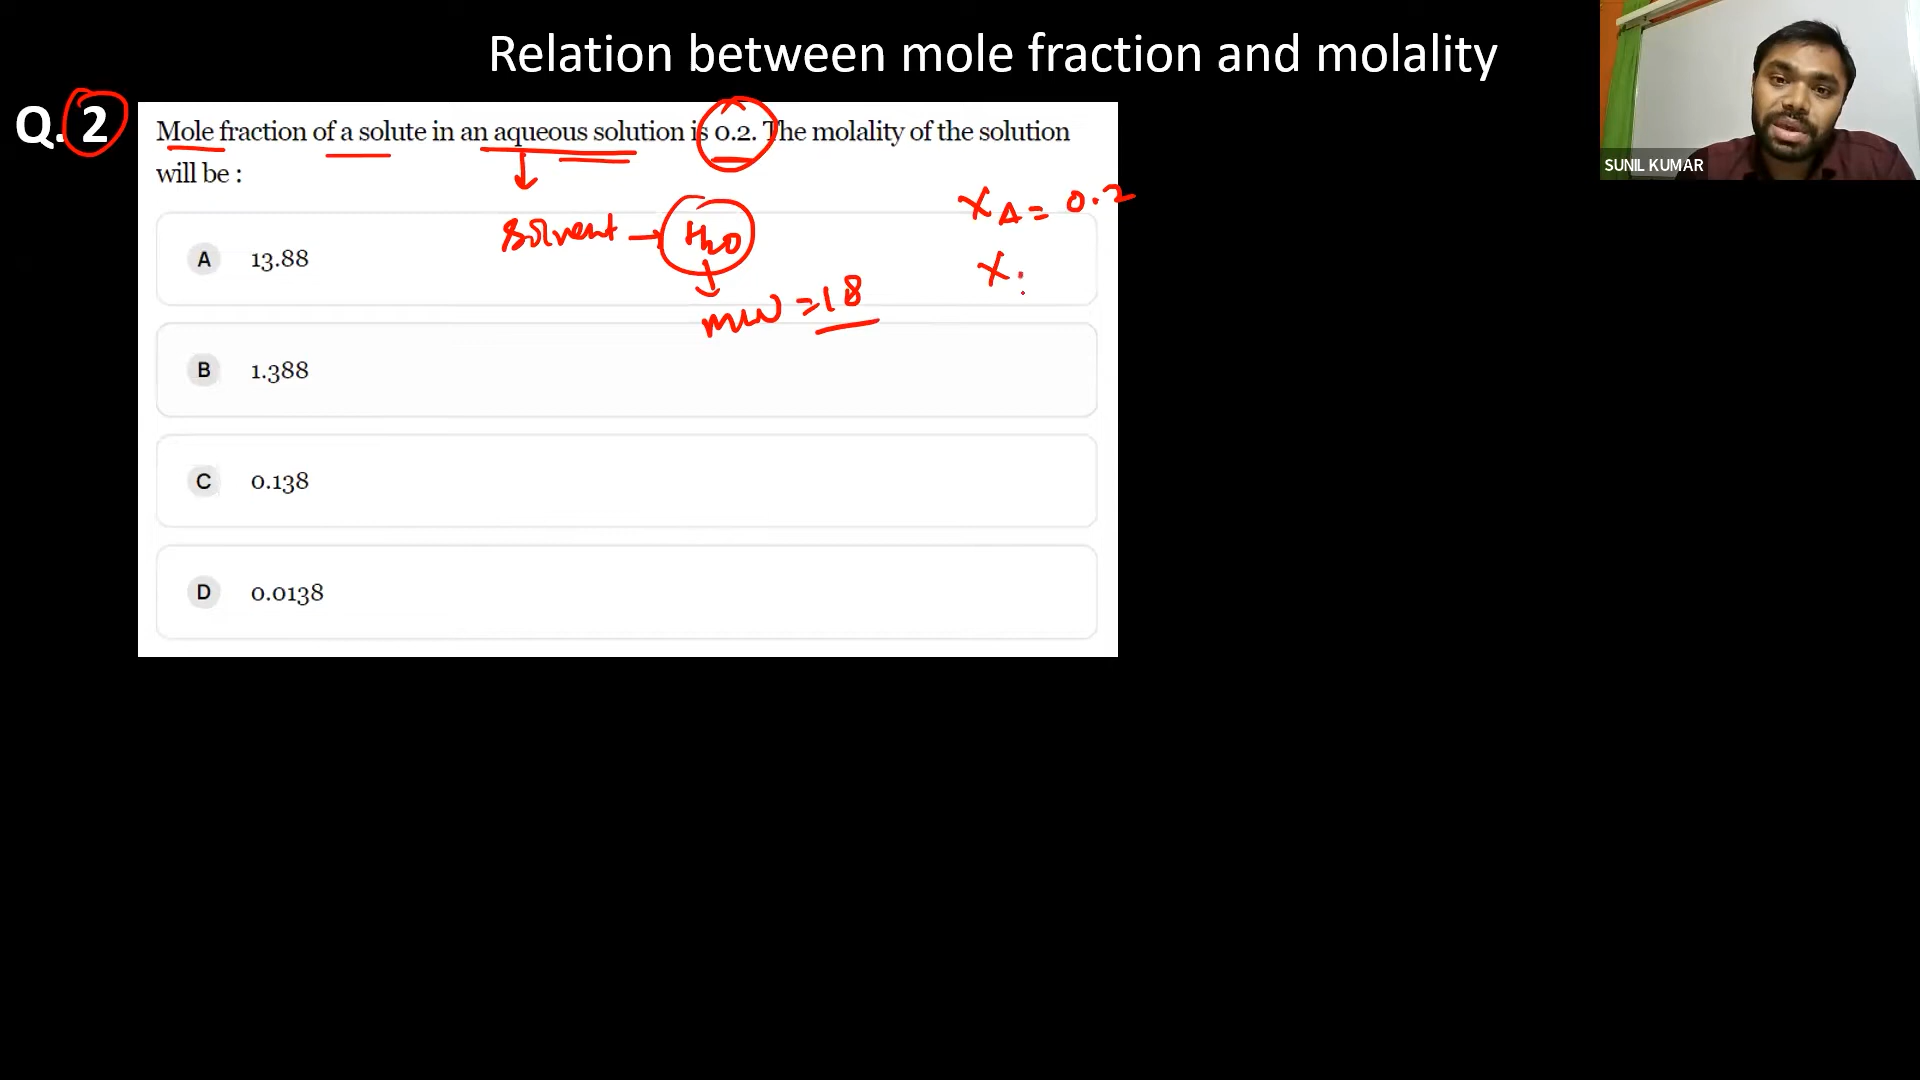 Relation between mole fraction and molality
Q. 2
Mole fraction of a solute in an aqueous solution is 0.2. The molality of the solution
will be :
SUNIL KUMAR
solvent → H2O
mw = 18
XA = 0.2
X
A 13.88
B 1.388
C 0.138
D 0.0138